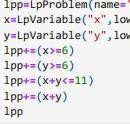 lpp=LpProblem(name="
x=LpVariable("x",low
y=LpVariable("y",low
lpp+=(x>=6)
lpp+=(y>=6)
lpp+=(x+y<=11)
lpp+=(x+y)
lpp